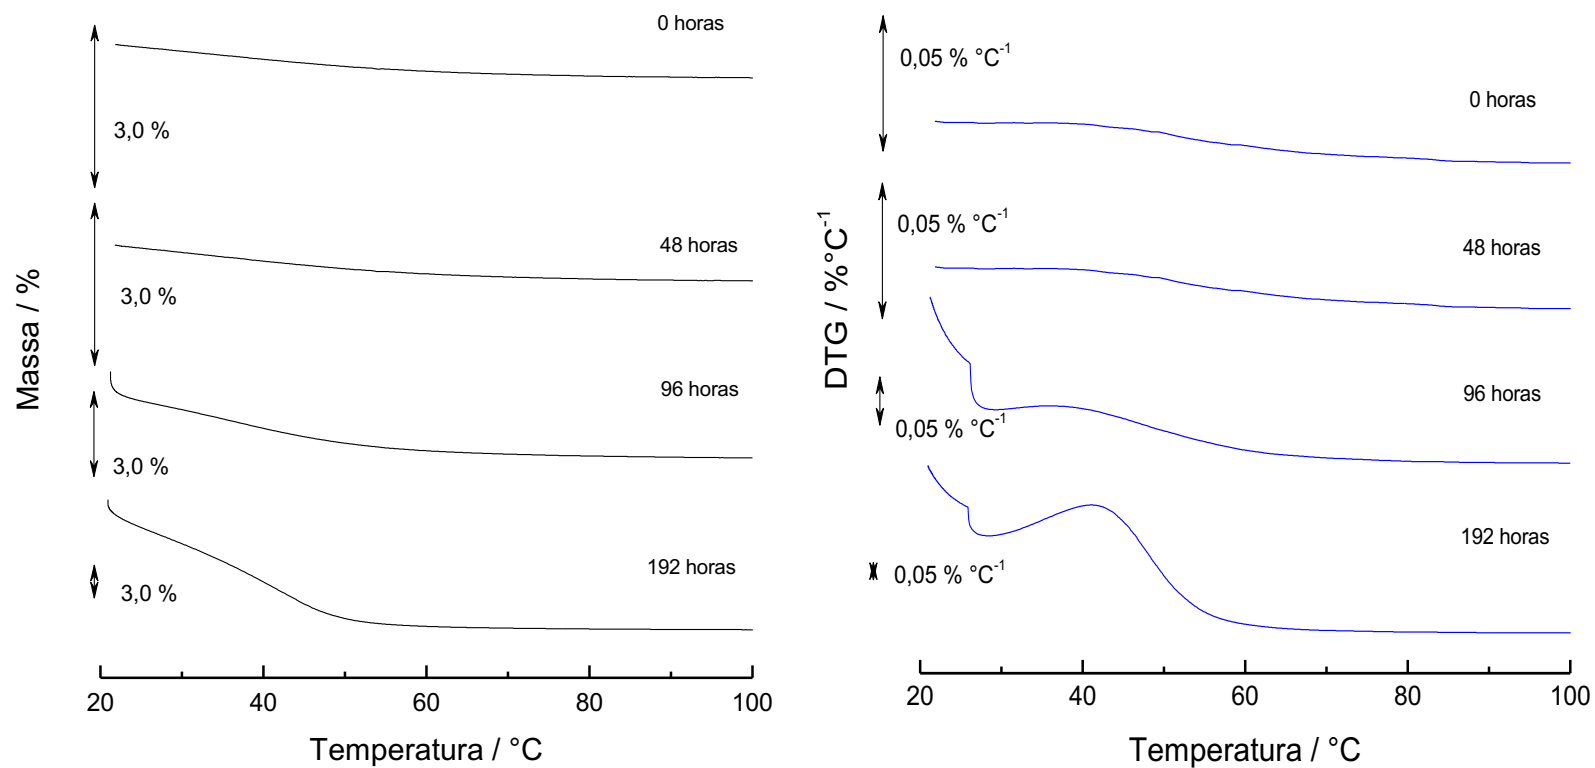 0 horas
3,0 %
48 horas
3,0 %
96 horas
3,0 %
192 horas
3,0 %
Massa / %
20 40 60 80 100
Temperatura / °C
0,05 % °C-1
0 horas
0,05 % °C-1
48 horas
96 horas
0,05 % °C-1
192 horas
0,05 % °C-1
DTG / %°C-1
20 40 60 80 100
Temperatura / °C